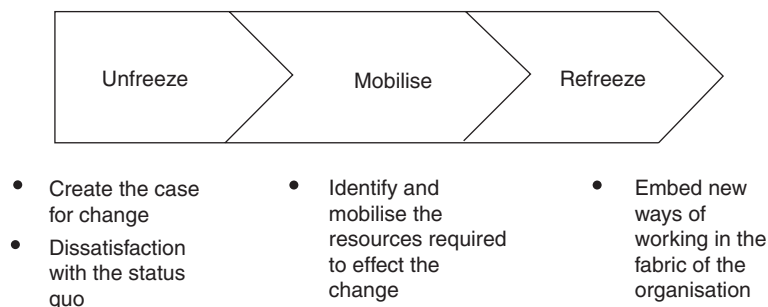 Unfreeze
Mobilise
Refreeze
• Create the case
for change
• Dissatisfaction
with the status
quo
• Identify and
mobilise the
resources required
to effect the
change
• Embed new
ways of
working in the
fabric of the
organisation